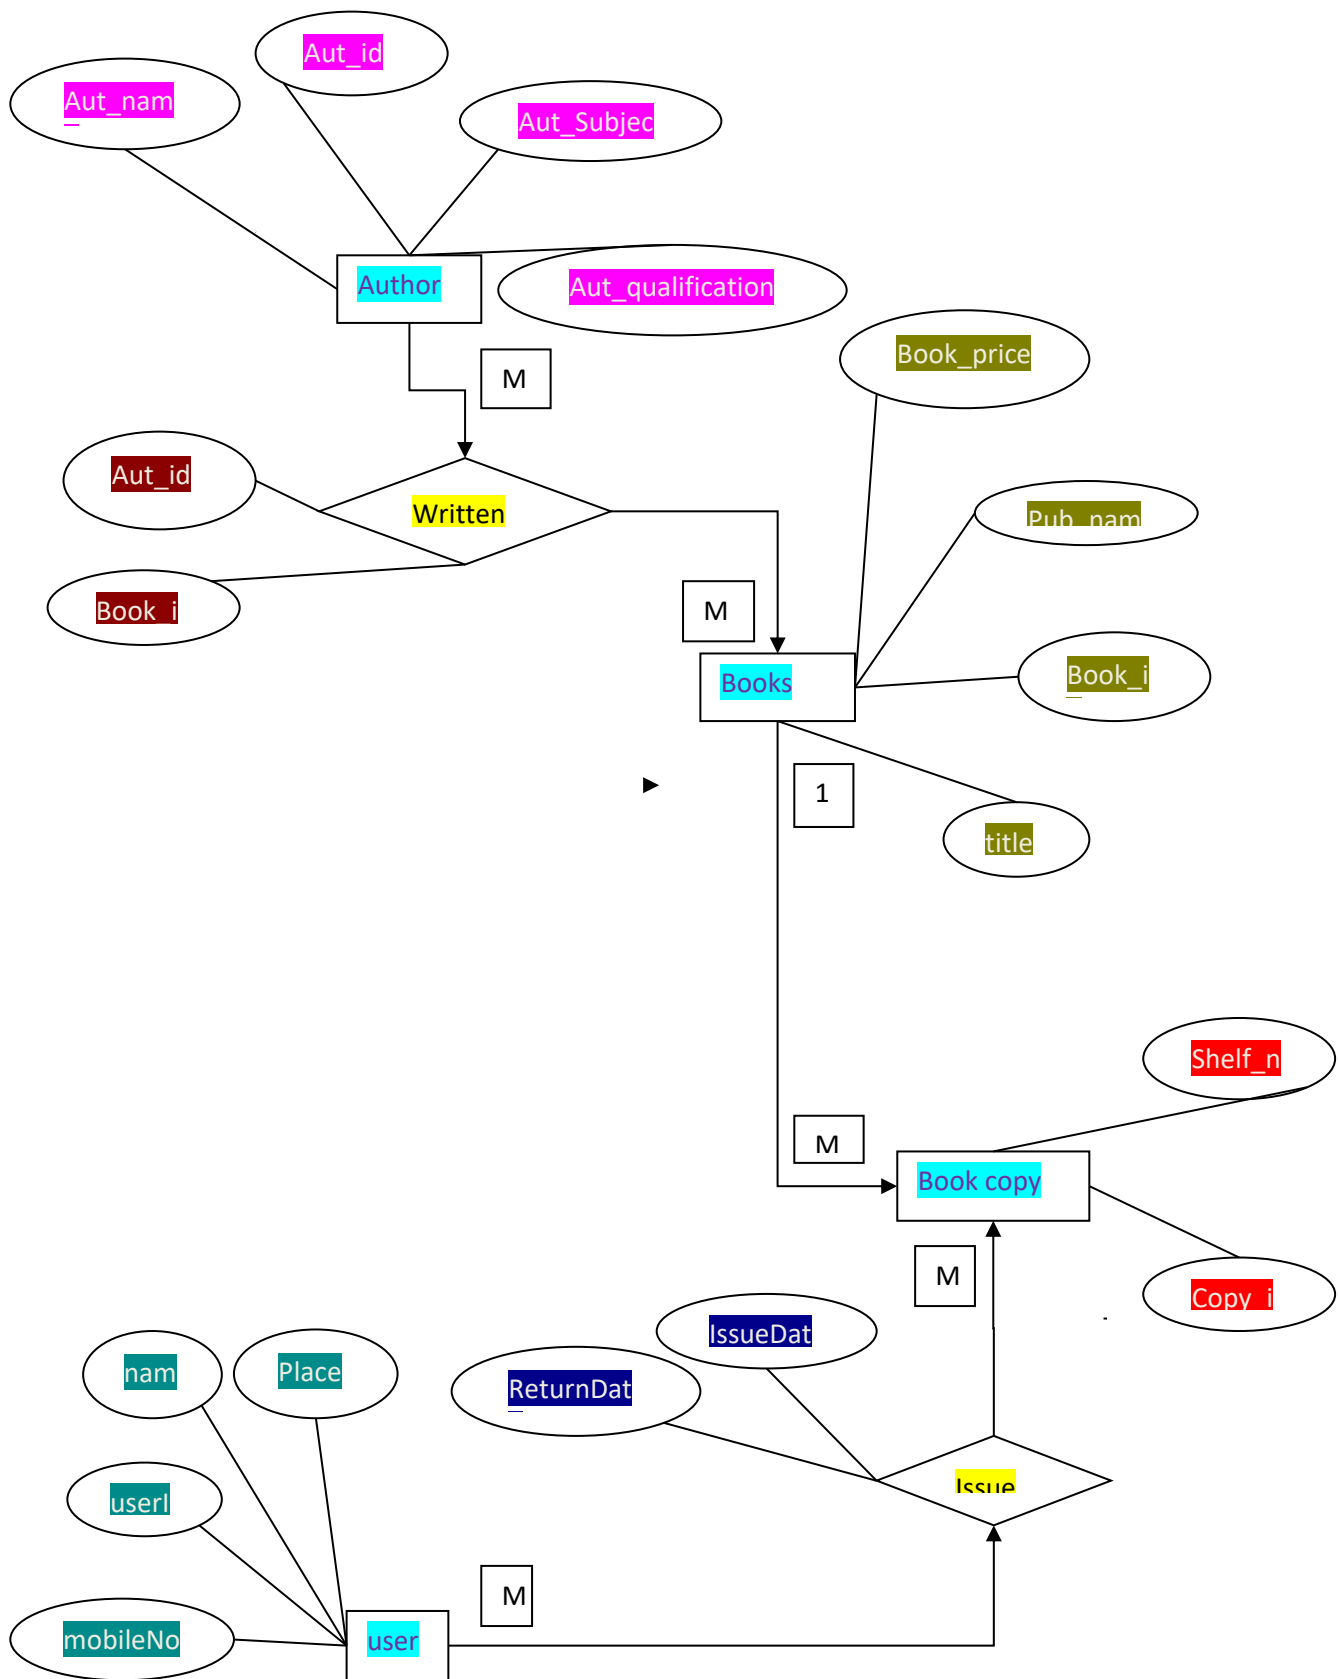 Aut_id
Aut_nam
Aut_Subjec
Author
Aut_qualification
Book_price
M
Aut_id
Written
Pub_nam
Book_i
M
Books
Book_i
1
title
Shelf_n
M
Book copy
M
Copy_i
IssueDat
nam
Place
ReturnDat
userI
Issue
M
mobileNo
user